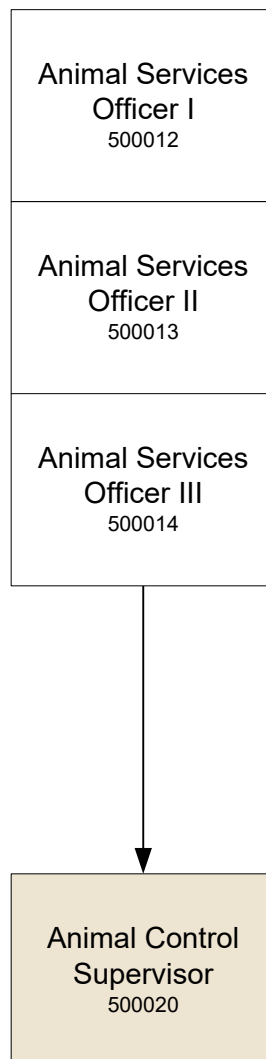 Animal Services
Officer I
500012
Animal Services
Officer II
500013
Animal Services
Officer III
500014
Animal Control
Supervisor
500020